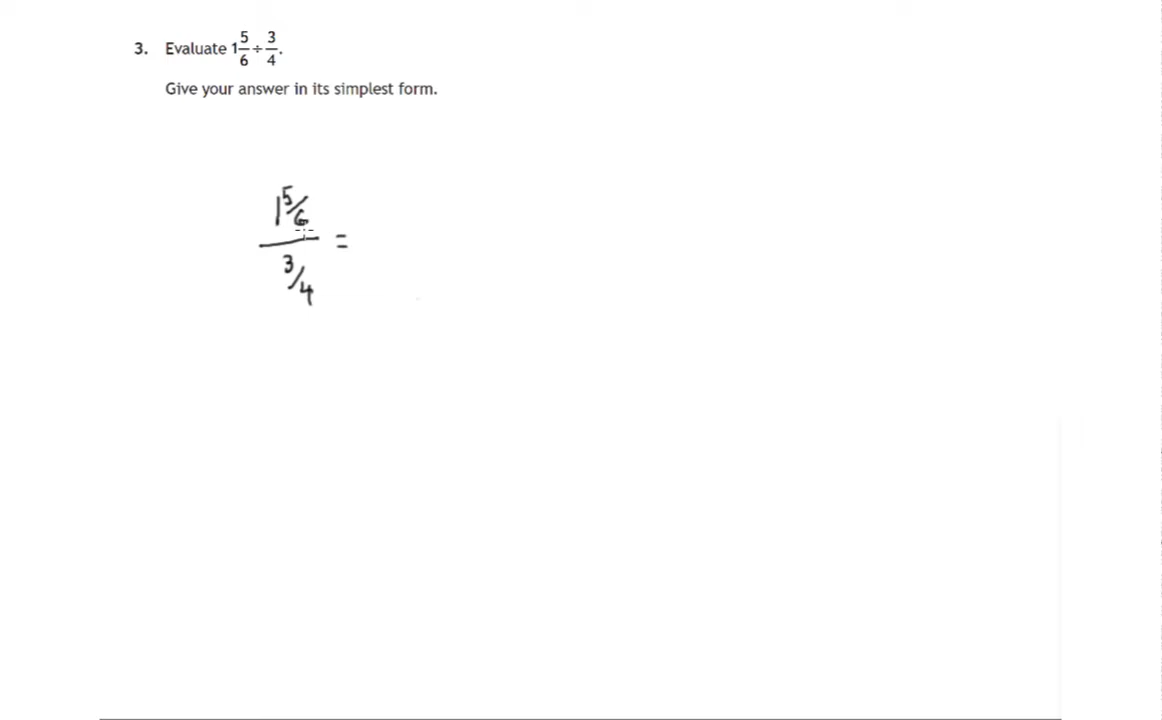 3. Evaluate 1 5/6 ÷ 3/4.
Give your answer in its simplest form.
1 5/6
=
3/4